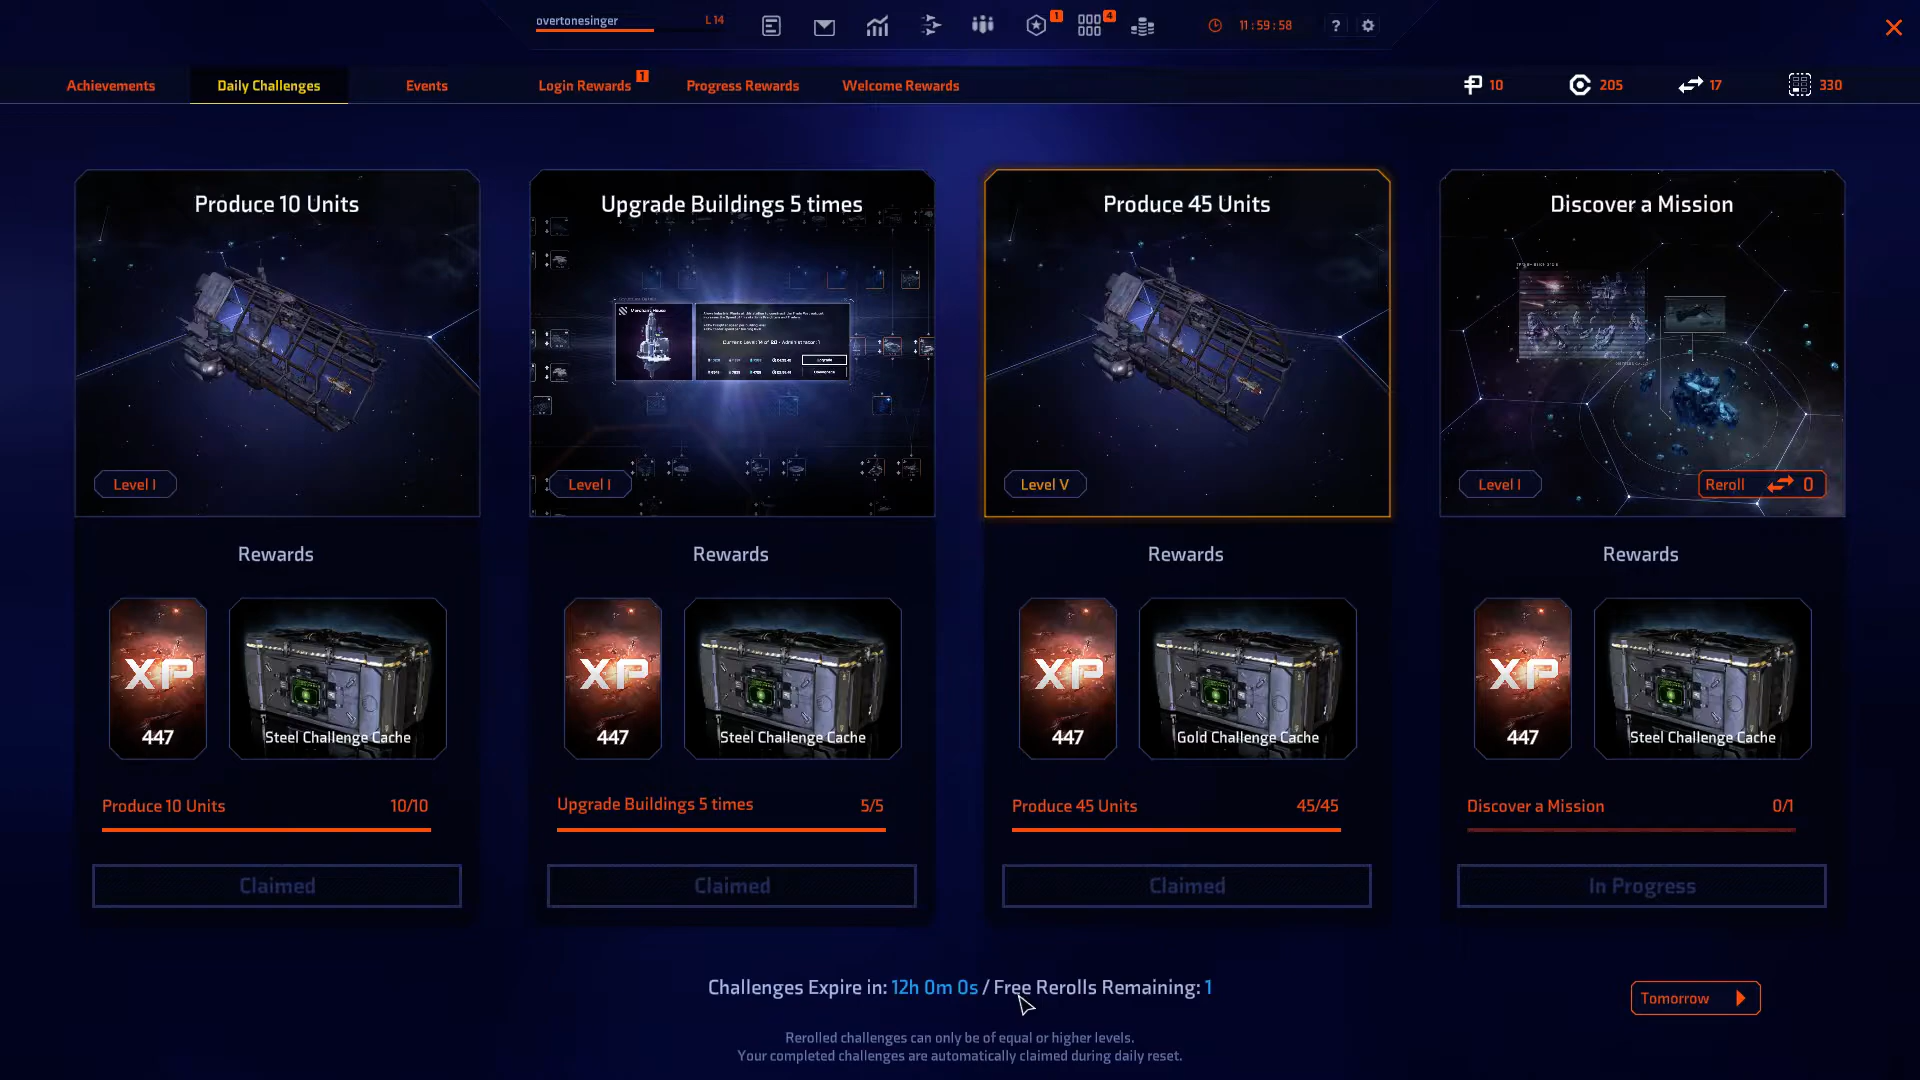 overtonesinger
L 14
1
4
11:59:58
?
Achievements
Daily Challenges
Events
Login Rewards
1
Progress Rewards
Welcome Rewards
10
205
17
330
Produce 10 Units
Level I
Rewards
XP
447
Steel Challenge Cache
Produce 10 Units
10/10
Claimed
Upgrade Buildings 5 times
Merchant House
Level I
Rewards
XP
447
Steel Challenge Cache
Upgrade Buildings 5 times
5/5
Claimed
Produce 45 Units
Level V
Rewards
XP
447
Gold Challenge Cache
Produce 45 Units
45/45
Claimed
Discover a Mission
Level I
Reroll
0
Rewards
XP
447
Steel Challenge Cache
Discover a Mission
0/1
In Progress
Challenges Expire in: 12h 0m 0s / Free Rerolls Remaining: 1
Tomorrow
Rerolled challenges can only be of equal or higher levels.
Your completed challenges are automatically claimed during daily reset.